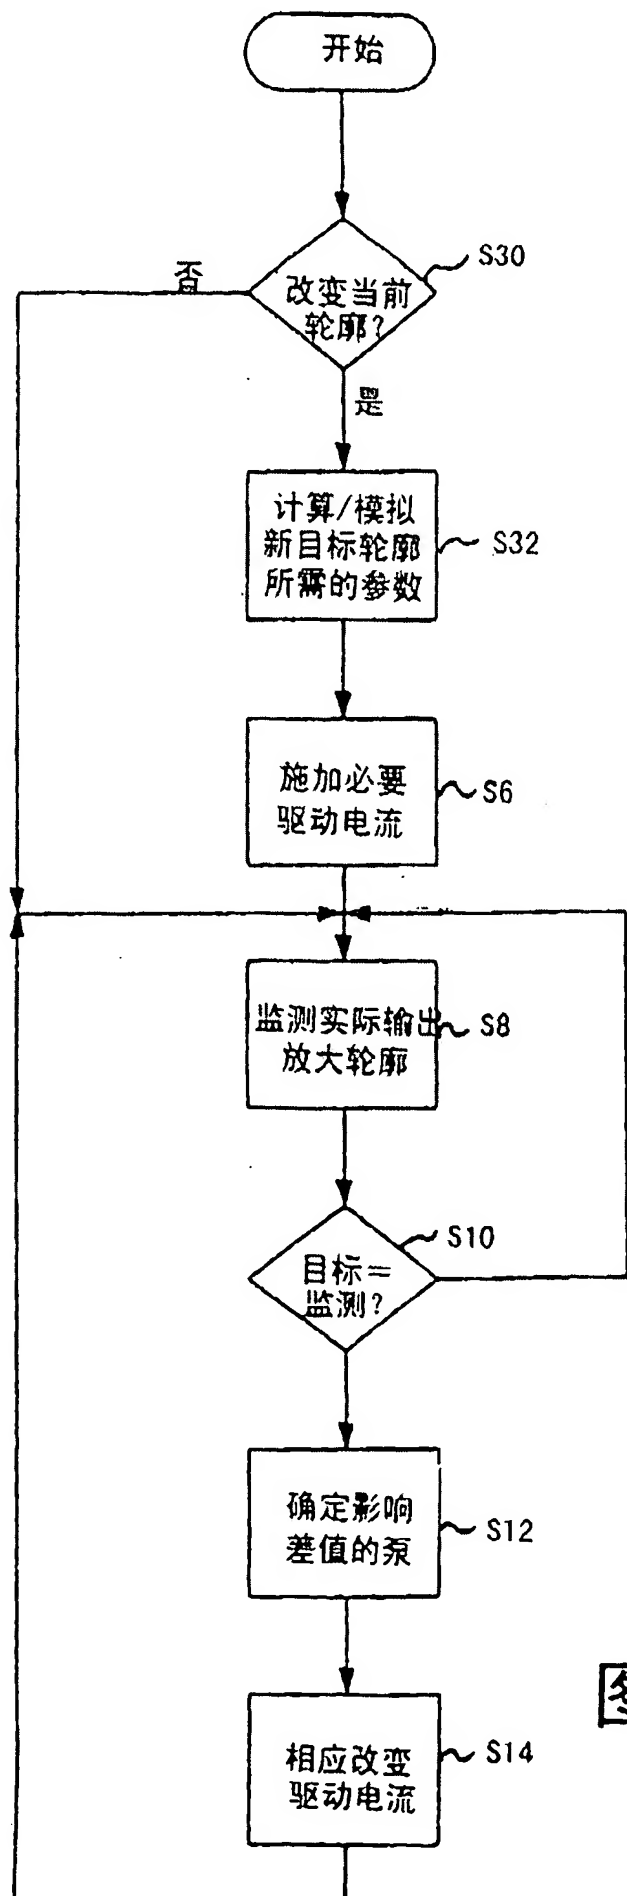 开始
S30
否
改变当前
轮廓?
是
计算/模拟
新目标轮廓
所需的参数
S32
施加必要
驱动电流
S6
监测实际输出
放大轮廓
S8
S10
目标=
监测?
确定影响
差值的泵
S12
相应改变
驱动电流
S14